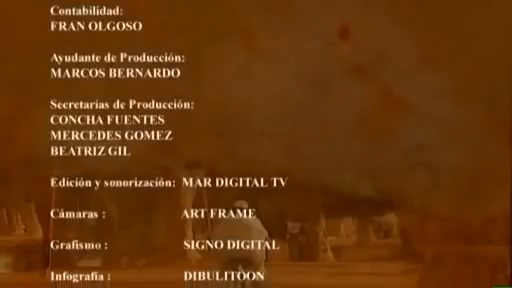 Contabilidad:
FRAN OLGOSO
Ayudante de Producción:
MARCOS BERNARDO
Secretarias de Producción:
CONCHA FUENTES
MERCEDES GOMEZ
BEATRIZ GIL
Edición y sonorización: MAR DIGITAL TV
Cámaras : ART FRAME
Grafismo : SIGNO DIGITAL
Infografía : DIBULITOON